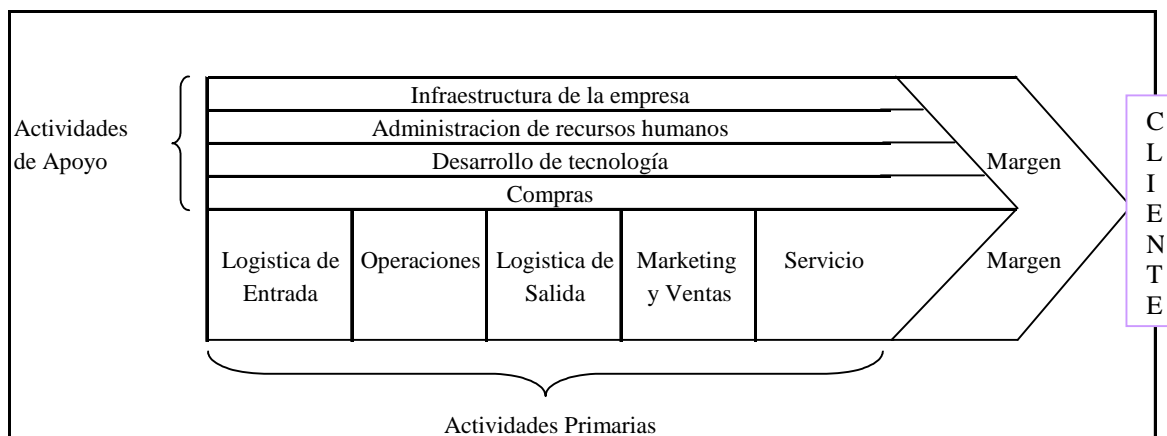 Infraestructura de la empresa
Administracion de recursos humanos
Desarrollo de tecnología
Compras
Actividades
de Apoyo
Margen
Logistica de
Entrada
Operaciones
Logistica de
Salida
Marketing
y Ventas
Servicio
Margen
C
L
I
E
N
T
E
Actividades Primarias